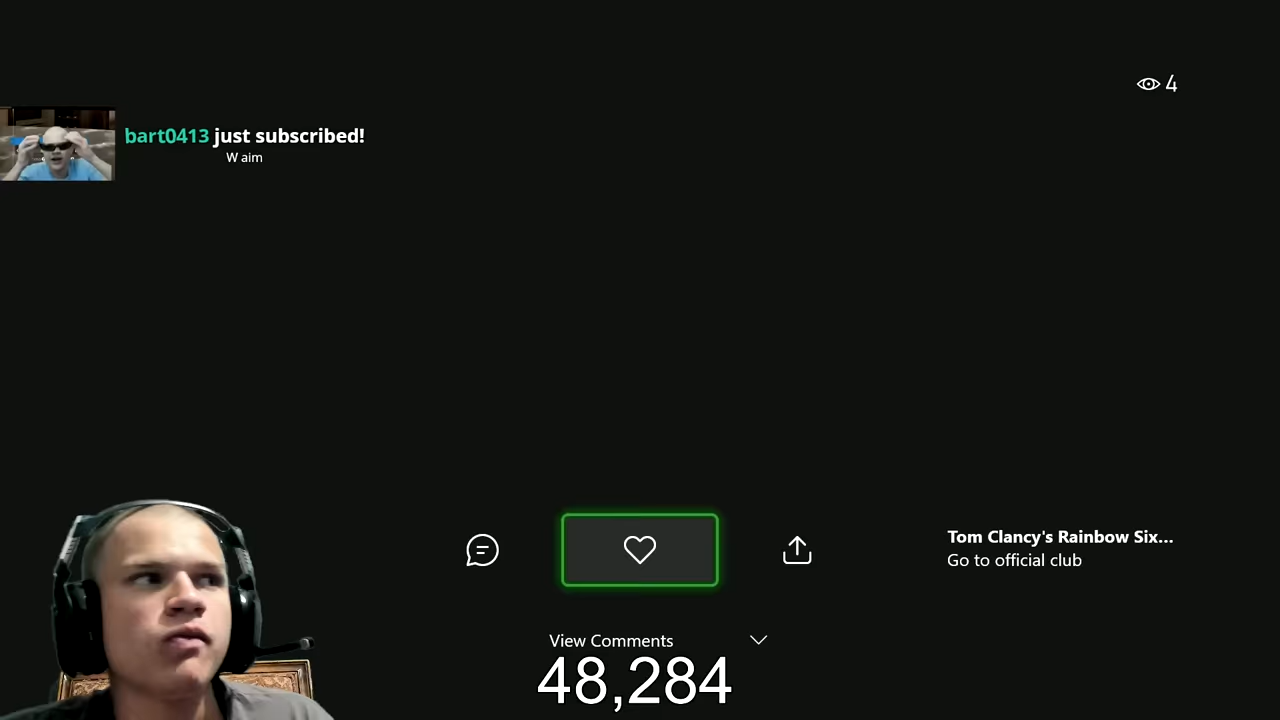 4
bart0413 just subscribed!
W aim
Tom Clancy's Rainbow Six...
Go to official club
View Comments
48,284